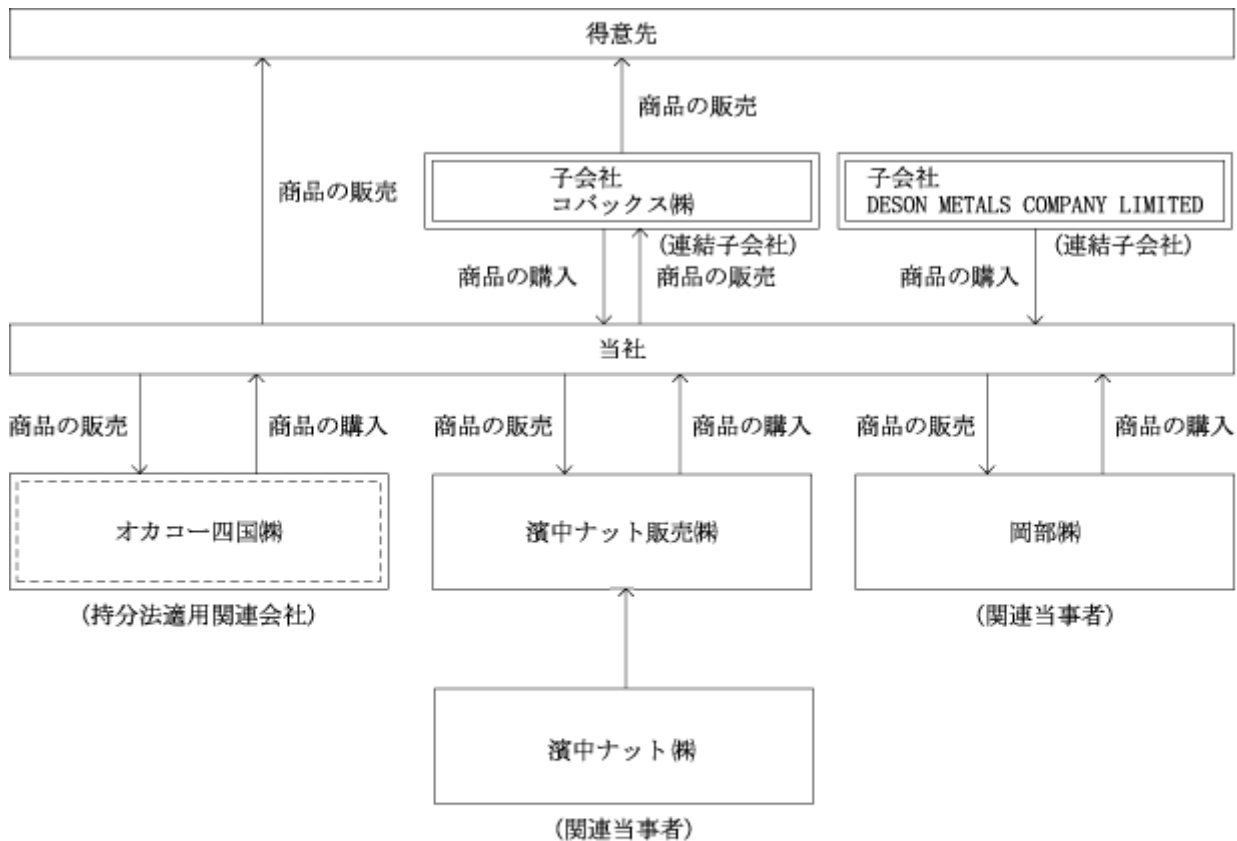 得意先
商品の販売
商品の販売
子会社
コバックス㈱
(連結子会社)
子会社
DESON METALS COMPANY LIMITED
(連結子会社)
商品の購入
商品の販売
商品の購入
当社
商品の販売
商品の購入
商品の販売
商品の購入
商品の販売
商品の購入
オカコー四国㈱
濱中ナット販売㈱
岡部㈱
(持分法適用関連会社)
(関連当事者)
濱中ナット㈱
(関連当事者)